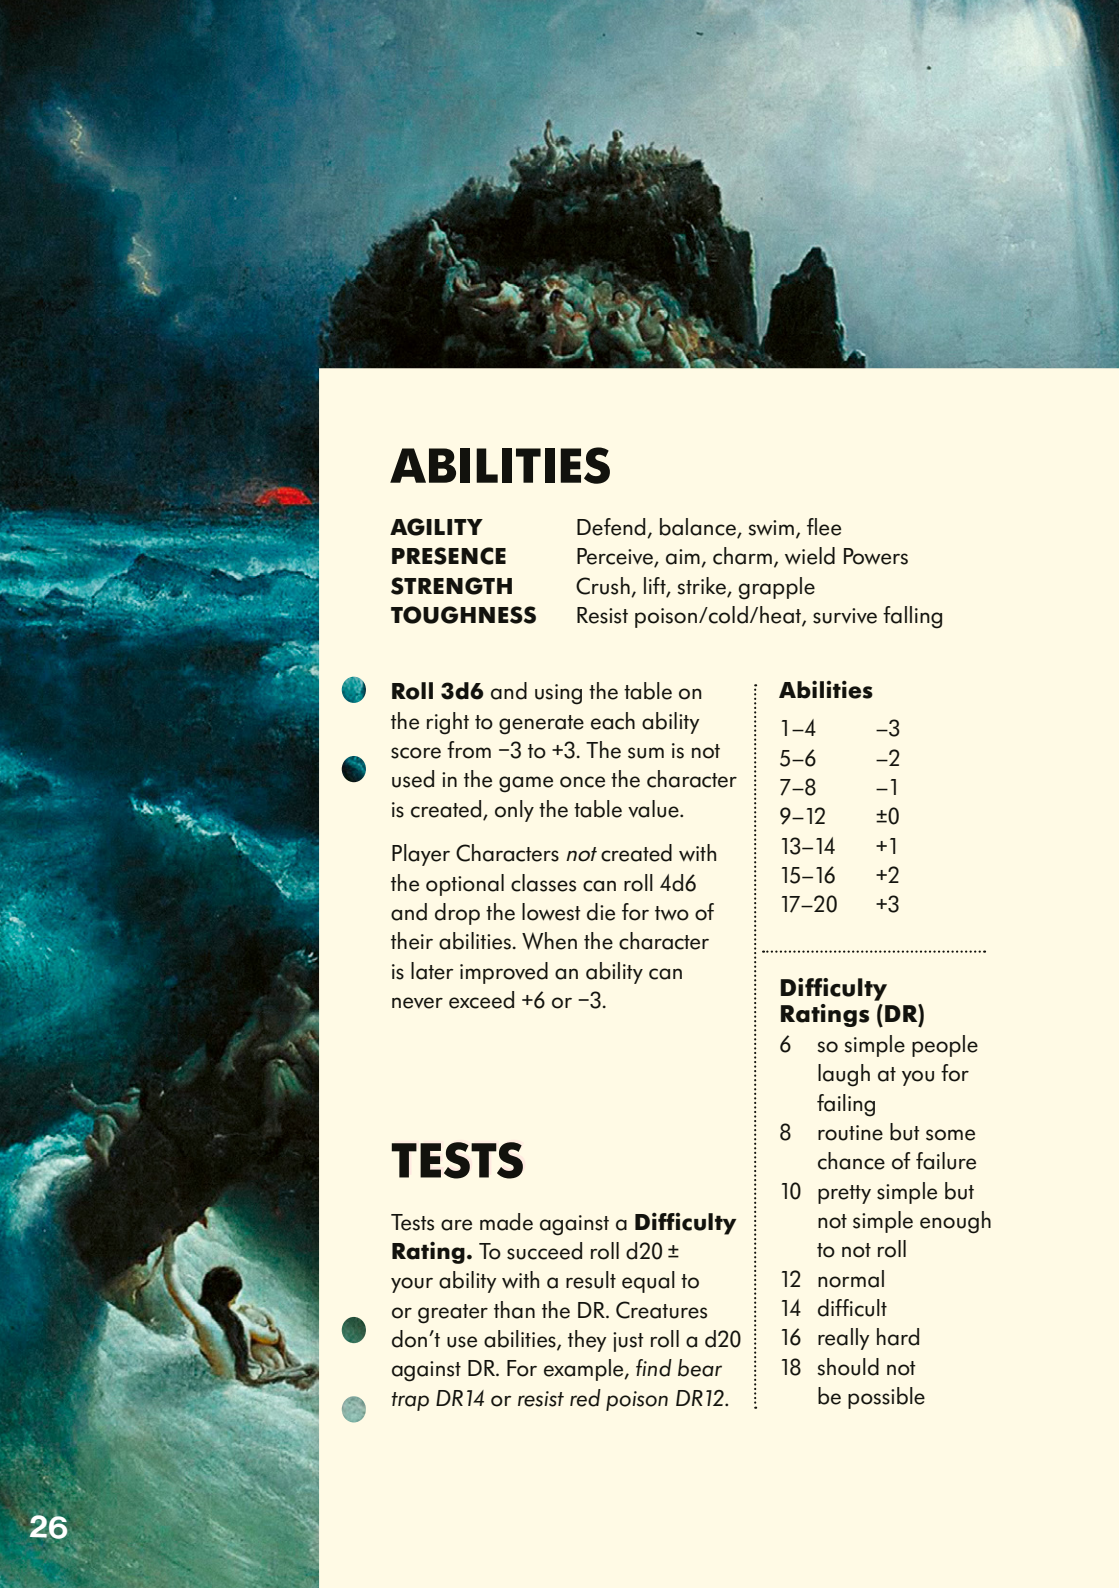 ABILITIES
AGILITY Defend, balance, swim, flee
PRESENCE Perceive, aim, charm, wield Powers
STRENGTH Crush, lift, strike, grapple
TOUGHNESS Resist poison/cold/heat, survive falling
Roll 3d6 and using the table on
the right to generate each ability
score from −3 to +3. The sum is not
used in the game once the character
is created, only the table value.
Player Characters not created with
the optional classes can roll 4d6
and drop the lowest die for two of
their abilities. When the character
is later improved an ability can
never exceed +6 or −3.
TESTS
Tests are made against a Difficulty
Rating. To succeed roll d20 ±
your ability with a result equal to
or greater than the DR. Creatures
don’t use abilities, they just roll a d20
against DR. For example, find bear
trap DR14 or resist red poison DR12.
Abilities
1–4 –3
5–6 –2
7–8 –1
9–12 ±0
13–14 +1
15–16 +2
17–20 +3
Difficulty
Ratings (DR)
6 so simple people
laugh at you for
failing
8 routine but some
chance of failure
10 pretty simple but
not simple enough
to not roll
12 normal
14 difficult
16 really hard
18 should not
be possible
26